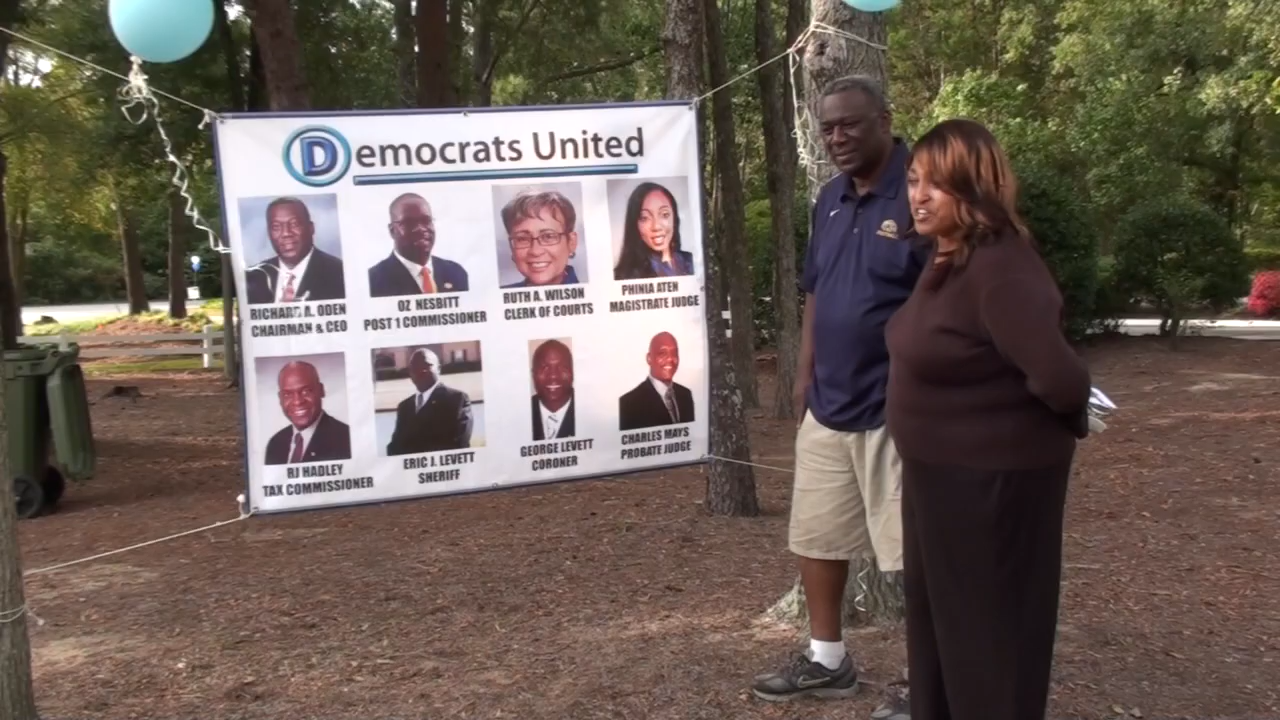 Democrats United
RICHARD A. ODEN
CHAIRMAN & CEO
OZ NESBITT
POST 1 COMMISSIONER
RUTH A. WILSON
CLERK OF COURTS
PHINIA ATEN
MAGISTRATE JUDGE
RJ HADLEY
TAX COMMISSIONER
ERIC J. LEVETT
SHERIFF
GEORGE LEVETT
CORONER
CHARLES MAYS
PROBATE JUDGE